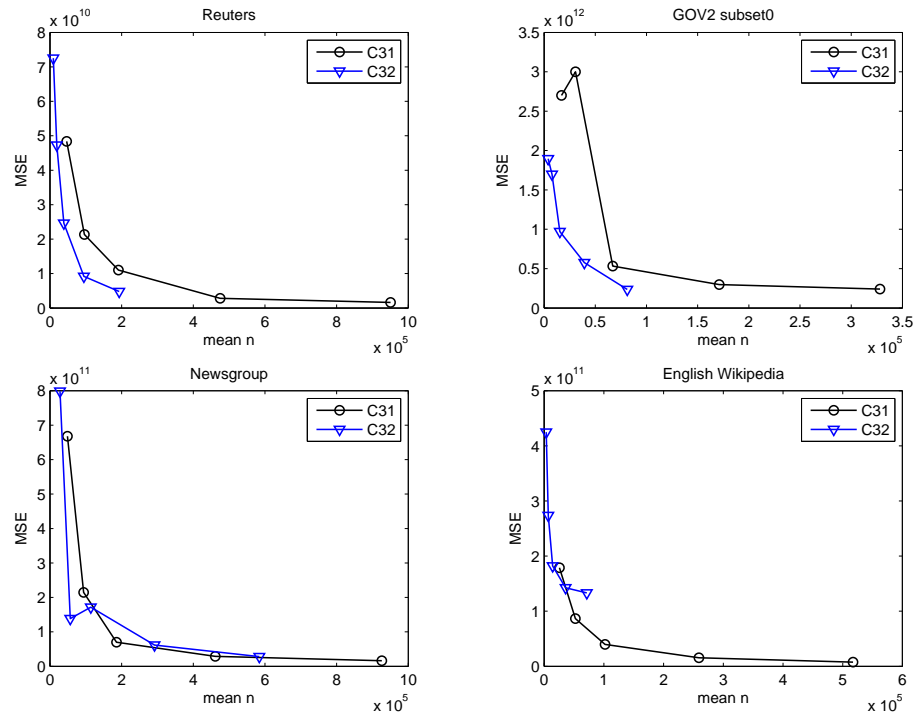 Reuters
x 10^10
8
7
6
5
4
3
2
1
0
MSE
0 2 4 6 8 10
mean n
x 10^5
C31
C32
GOV2 subset0
x 10^12
3.5
3
2.5
2
1.5
1
0.5
0
MSE
0 0.5 1 1.5 2 2.5 3 3.5
mean n
x 10^5
C31
C32
Newsgroup
x 10^11
8
7
6
5
4
3
2
1
0
MSE
0 2 4 6 8 10
mean n
x 10^5
C31
C32
English Wikipedia
x 10^11
5
4
3
2
1
0
MSE
0 1 2 3 4 5 6
mean n
x 10^5
C31
C32